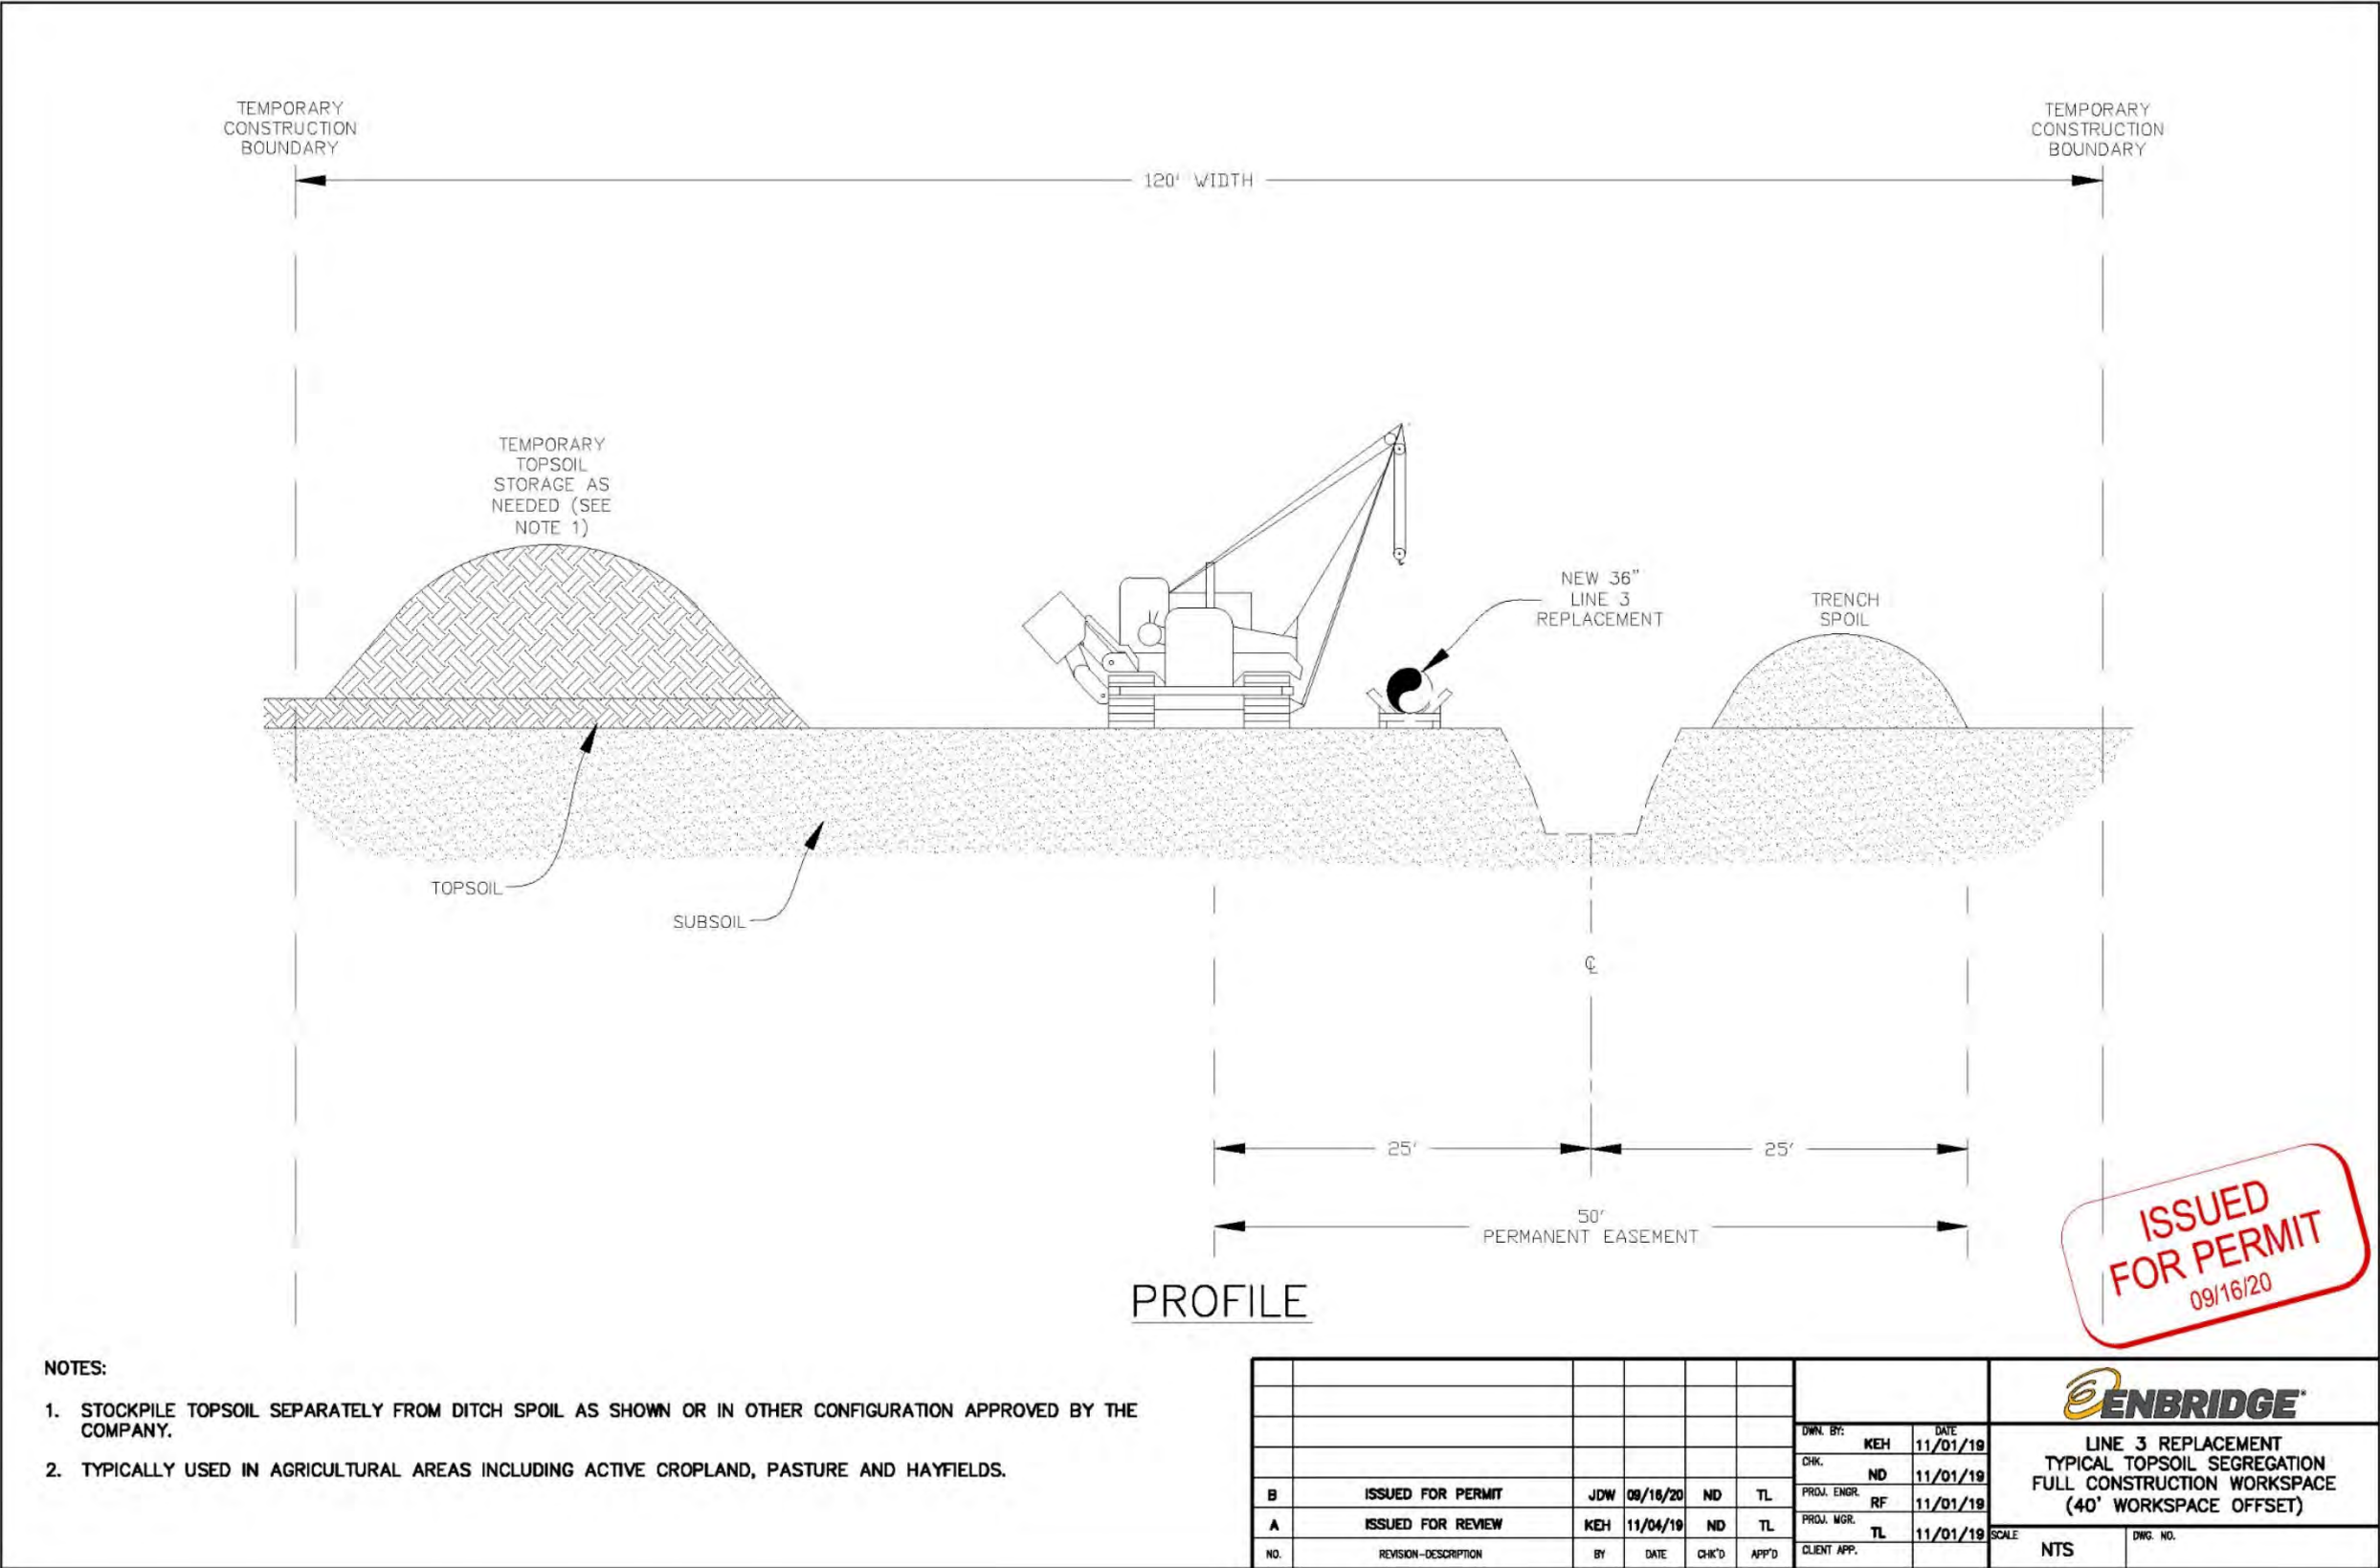 TEMPORARY
CONSTRUCTION
BOUNDARY
TEMPORARY
CONSTRUCTION
BOUNDARY
120' WIDTH
TEMPORARY
TOPSOIL
STORAGE AS
NEEDED (SEE
NOTE 1)
NEW 36"
LINE 3
REPLACEMENT
TRENCH
SPOIL
TOPSOIL
SUBSOIL
℄
25'
25'
50'
PERMANENT EASEMENT
PROFILE
ISSUED
FOR PERMIT
09/16/20
NOTES:
1. STOCKPILE TOPSOIL SEPARATELY FROM DITCH SPOIL AS SHOWN OR IN OTHER CONFIGURATION APPROVED BY THE
COMPANY.
2. TYPICALLY USED IN AGRICULTURAL AREAS INCLUDING ACTIVE CROPLAND, PASTURE AND HAYFIELDS.
B ISSUED FOR PERMIT JDW 09/16/20 ND TL
A ISSUED FOR REVIEW KEH 11/04/19 ND TL
NO. REVISION-DESCRIPTION BY DATE CHK'D APP'D
DWN. BY: DATE
KEH 11/01/19
CHK.
ND 11/01/19
PROJ. ENGR.
RF 11/01/19
PROJ. MGR.
TL 11/01/19
CLIENT APP.
ENBRIDGE®
LINE 3 REPLACEMENT
TYPICAL TOPSOIL SEGREGATION
FULL CONSTRUCTION WORKSPACE
(40' WORKSPACE OFFSET)
SCALE
NTS
DWG. NO.